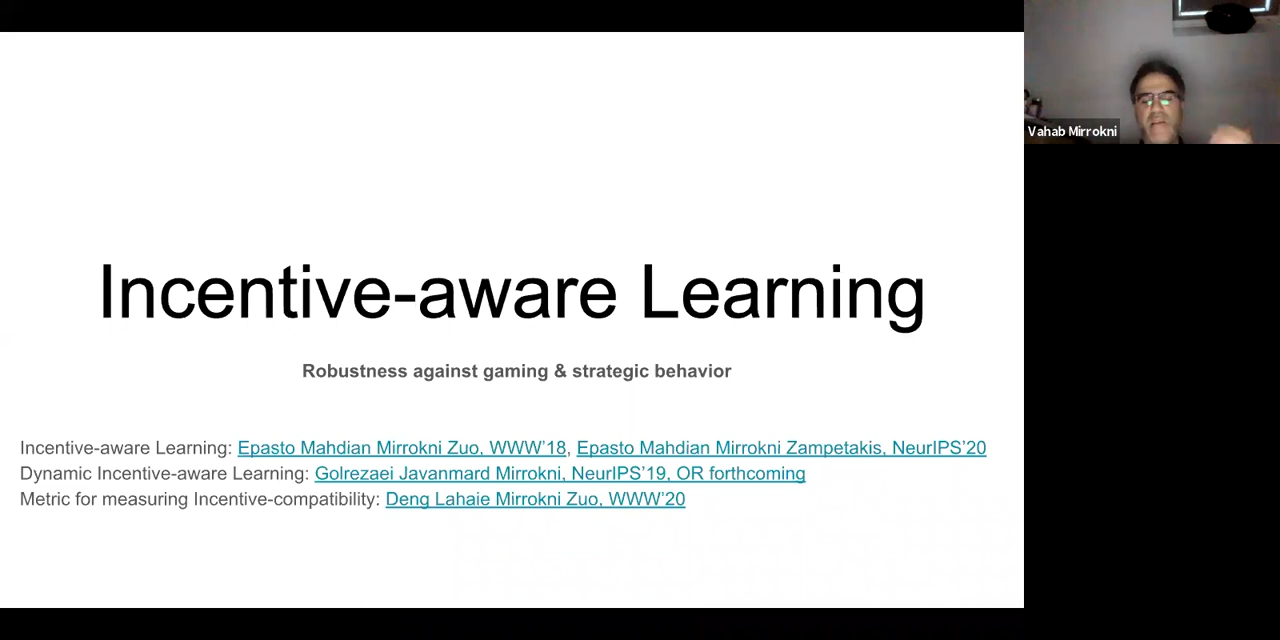 Incentive-aware Learning
Robustness against gaming & strategic behavior
Incentive-aware Learning: Epasto Mahdian Mirrokni Zuo, WWW'18, Epasto Mahdian Mirrokni Zampetakis, NeurIPS'20
Dynamic Incentive-aware Learning: Golrezaei Javanmard Mirrokni, NeurIPS'19, OR forthcoming
Metric for measuring Incentive-compatibility: Deng Lahaie Mirrokni Zuo, WWW'20
Vahab Mirrokni